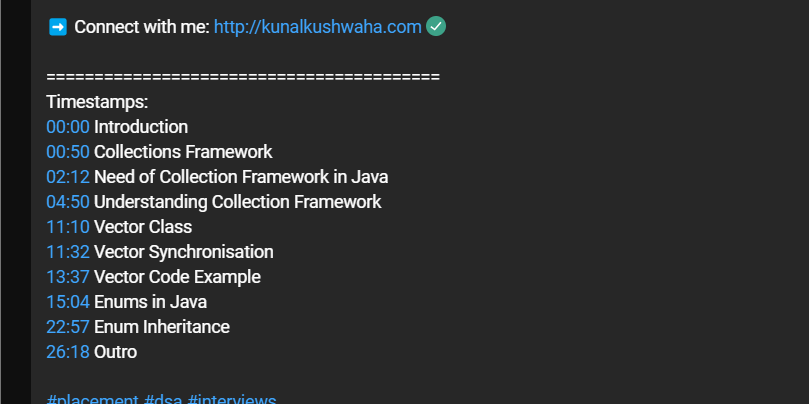 ➡ Connect with me: http://kunalkushwaha.com ✅
=========================================
Timestamps:
00:00 Introduction
00:50 Collections Framework
02:12 Need of Collection Framework in Java
04:50 Understanding Collection Framework
11:10 Vector Class
11:32 Vector Synchronisation
13:37 Vector Code Example
15:04 Enums in Java
22:57 Enum Inheritance
26:18 Outro
#placement #dsa #interviews